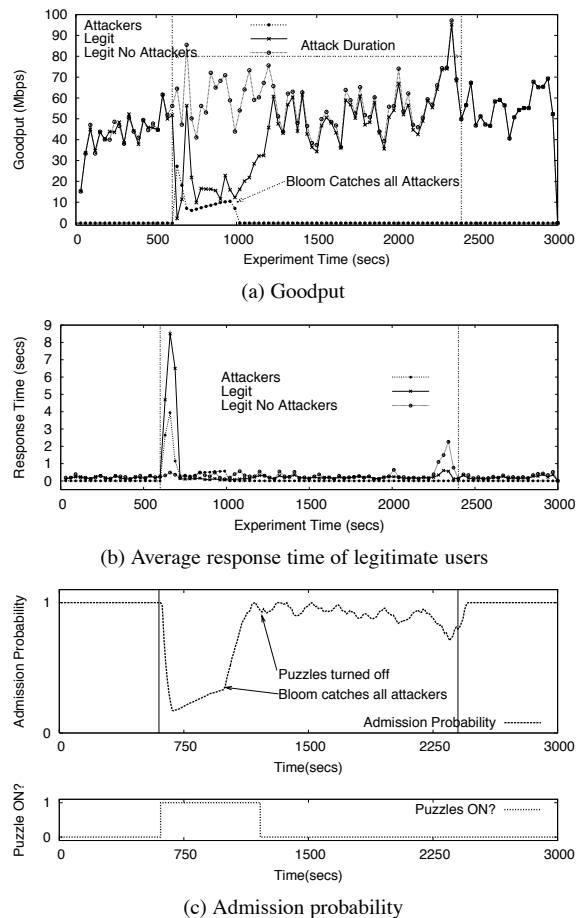 100
90
80
70
60
50
40
30
20
10
0
Goodput (Mbps)
Attackers
Legit
Legit No Attackers
Attack Duration
Bloom Catches all Attackers
0 500 1000 1500 2000 2500 3000
Experiment Time (secs)
(a) Goodput
9
8
7
6
5
4
3
2
1
0
Response Time (secs)
Attackers
Legit
Legit No Attackers
0 500 1000 1500 2000 2500 3000
Experiment Time (secs)
(b) Average response time of legitimate users
1
0
Admission Probability
Puzzles turned off
Bloom catches all attackers
Admission Probability
0 750 1500 2250 3000
Time(secs)
1
0
Puzzle ON?
Puzzles ON?
0 750 1500 2250 3000
Time(secs)
(c) Admission probability